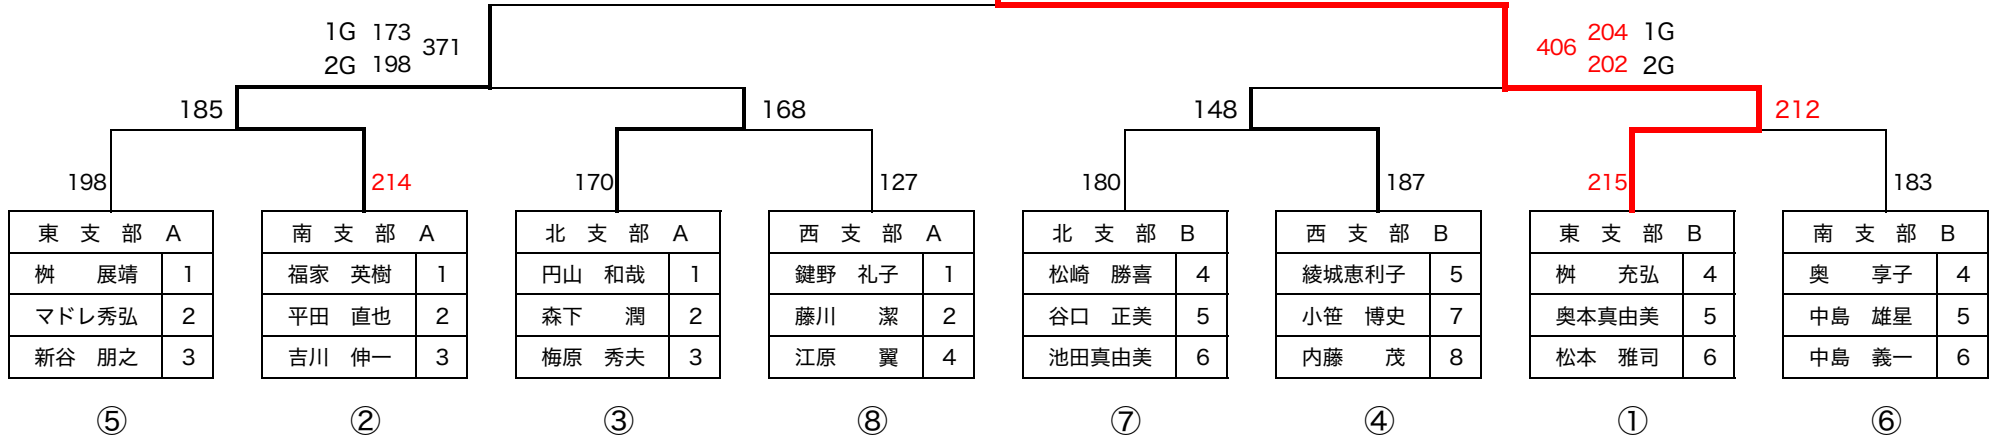 1G 173 371 406 204 1G
2G 198 202 2G
185 168 148 212
198 214 170 127 180 187 215 183
東 支 部 A 南 支 部 A 北 支 部 A 西 支 部 A 北 支 部 B 西 支 部 B 東 支 部 B 南 支 部 B
桝 展靖 1 福家 英樹 1 円山 和哉 1 鍵野 礼子 1 松崎 勝喜 4 綾城恵利子 5 桝 充弘 4 奥 享子 4
マドレ秀弘 2 平田 直也 2 森下 潤 2 藤川 潔 2 谷口 正美 5 小笹 博史 7 奥本真由美 5 中島 雄星 5
新谷 朋之 3 吉川 伸一 3 梅原 秀夫 3 江原 翼 4 池田真由美 6 内藤 茂 8 松本 雅司 6 中島 義一 6
⑤ ② ③ ⑧ ⑦ ④ ① ⑥